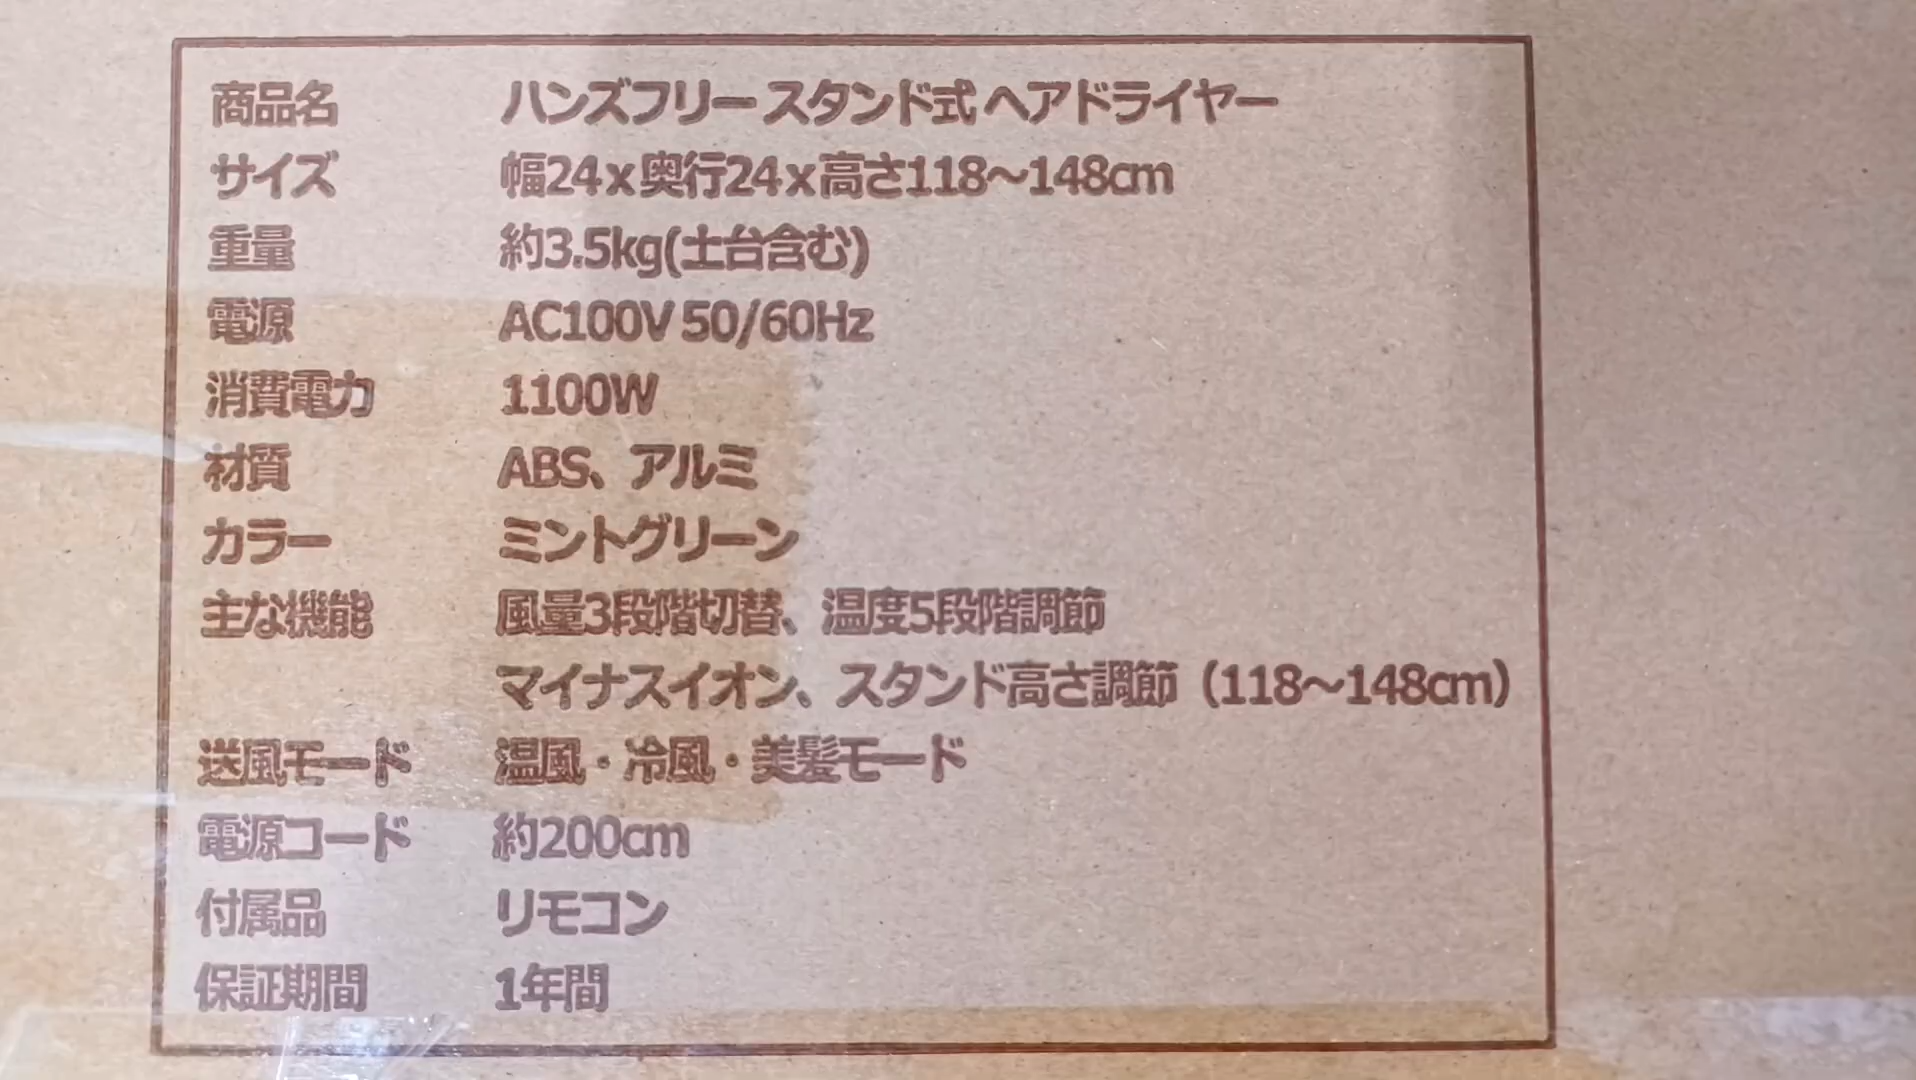 商品名 ハンズフリー スタンド式 ヘアドライヤー
サイズ 幅24x奥行24x高さ118～148cm
重量 約3.5kg(土台含む)
電源 AC100V 50/60Hz
消費電力 1100W
材質 ABS、アルミ
カラー ミントグリーン
主な機能 風量3段階切替、温度5段階調節
マイナスイオン、スタンド高さ調節（118～148cm）
送風モード 温風・冷風・美髪モード
電源コード 約200cm
付属品 リモコン
保証期間 1年間